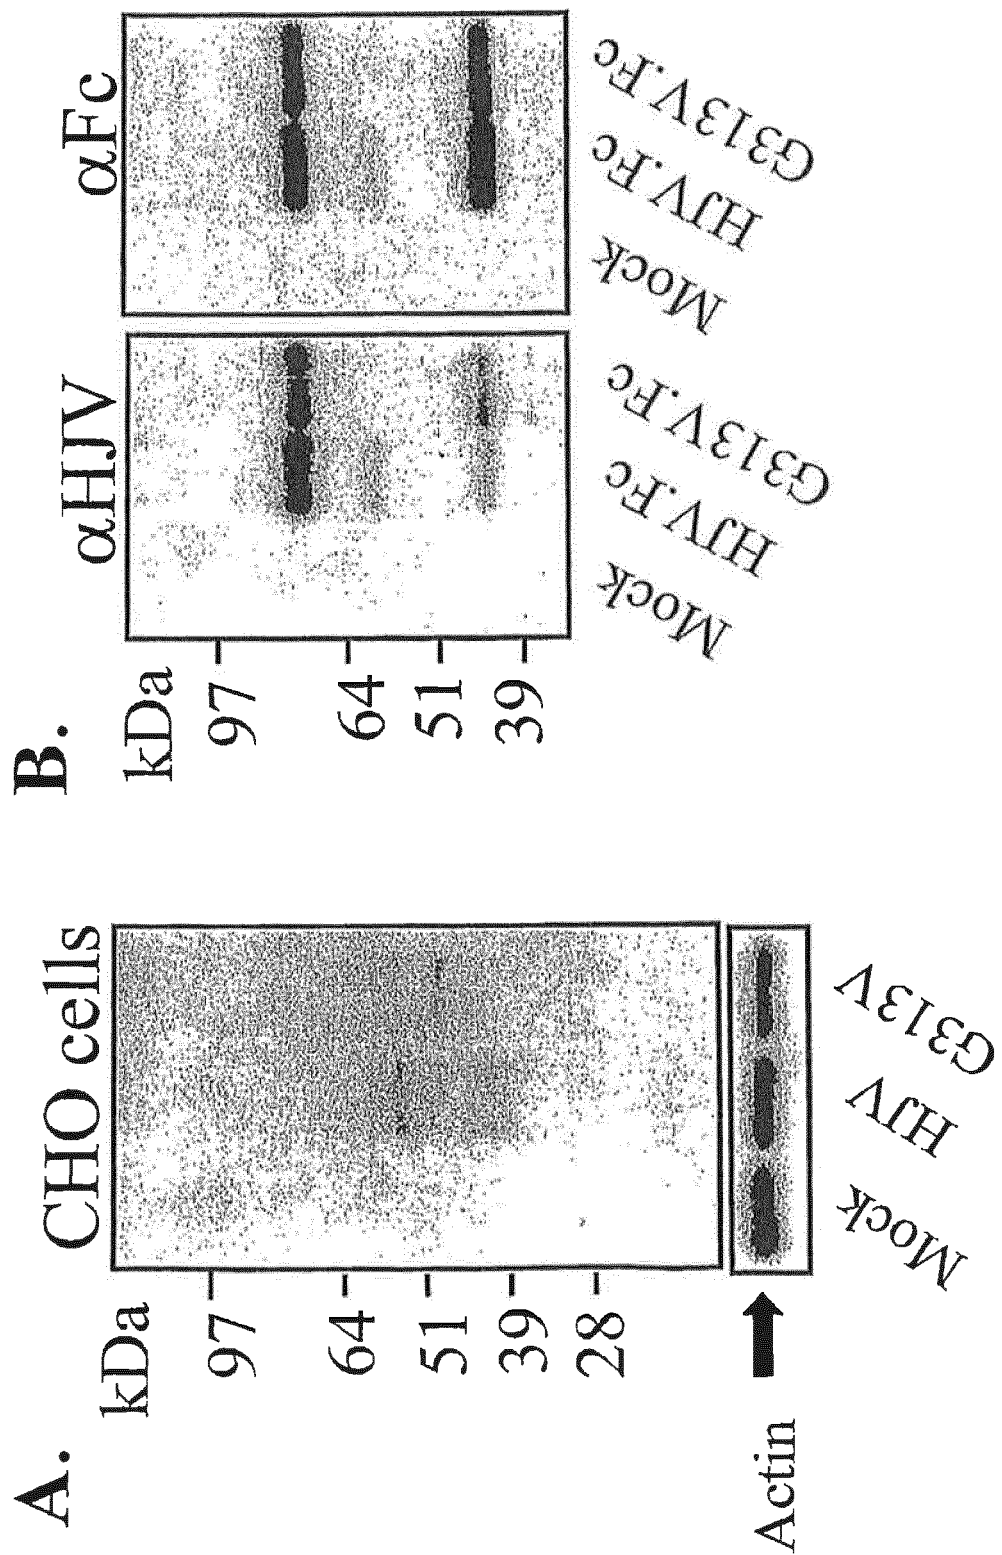 A.
CHO cells
kDa
97
64
51
39
28
Actin
Mock
HJV
G313V
B.
αHJV
αFc
kDa
97
64
51
39
Mock
HJV.Fc
G313V.Fc
Mock
HJV.Fc
G313V.Fc